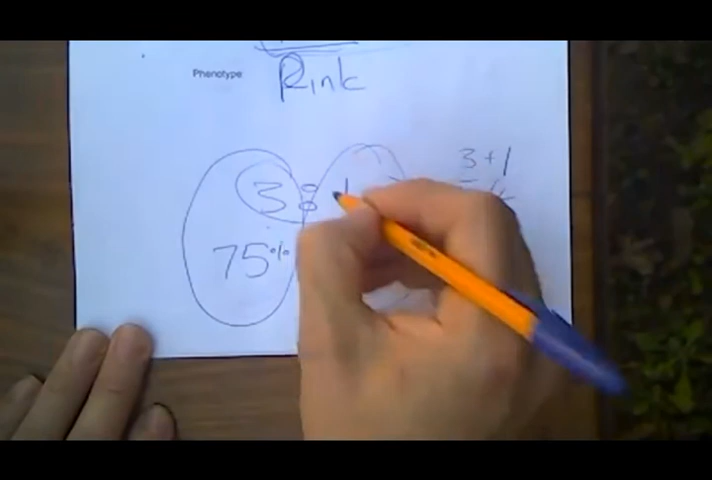 Phenotype Pink
3 : 1
3 + 1
75%